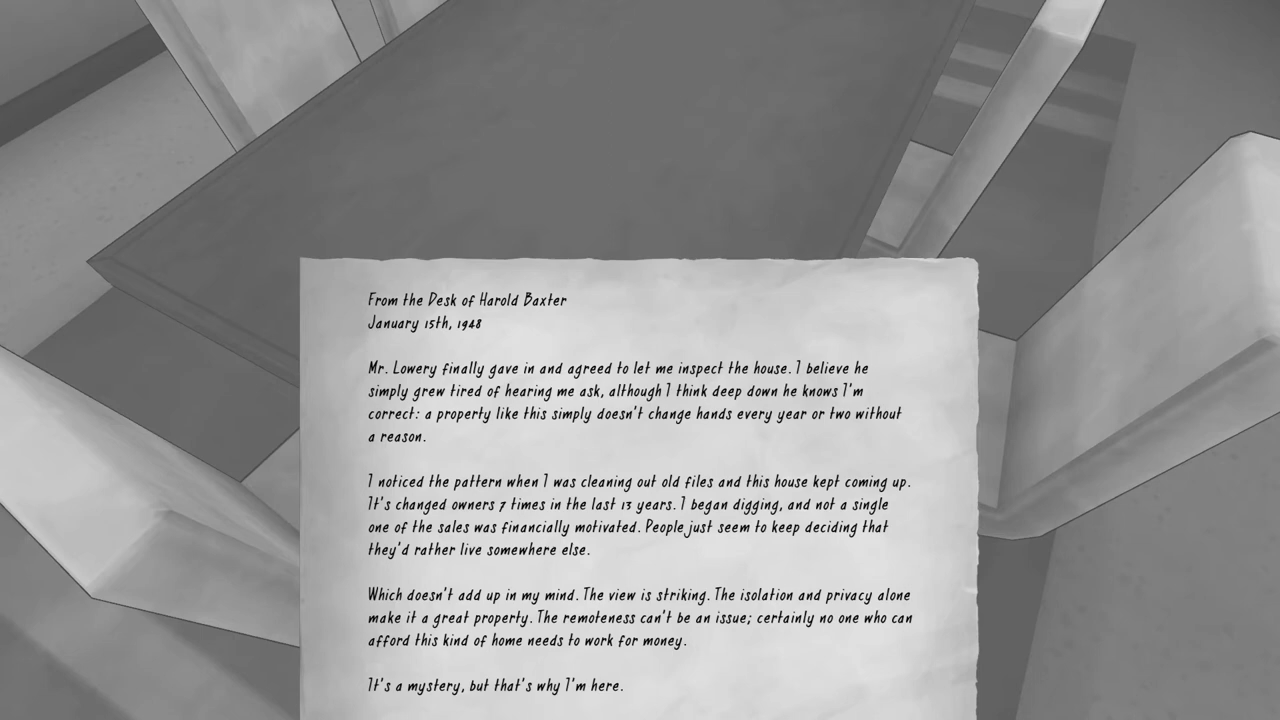 From the Desk of Harold Baxter
January 15th, 1948
Mr. Lowery finally gave in and agreed to let me inspect the house. I believe he
simply grew tired of hearing me ask, although I think deep down he knows I'm
correct: a property like this simply doesn't change hands every year or two without
a reason.
I noticed the pattern when I was cleaning out old files and this house kept coming up.
It's changed owners 7 times in the last 13 years. I began digging, and not a single
one of the sales was financially motivated. People just seem to keep deciding that
they'd rather live somewhere else.
Which doesn't add up in my mind. The view is striking. The isolation and privacy alone
make it a great property. The remoteness can't be an issue; certainly no one who can
afford this kind of home needs to work for money.
It's a mystery, but that's why I'm here.